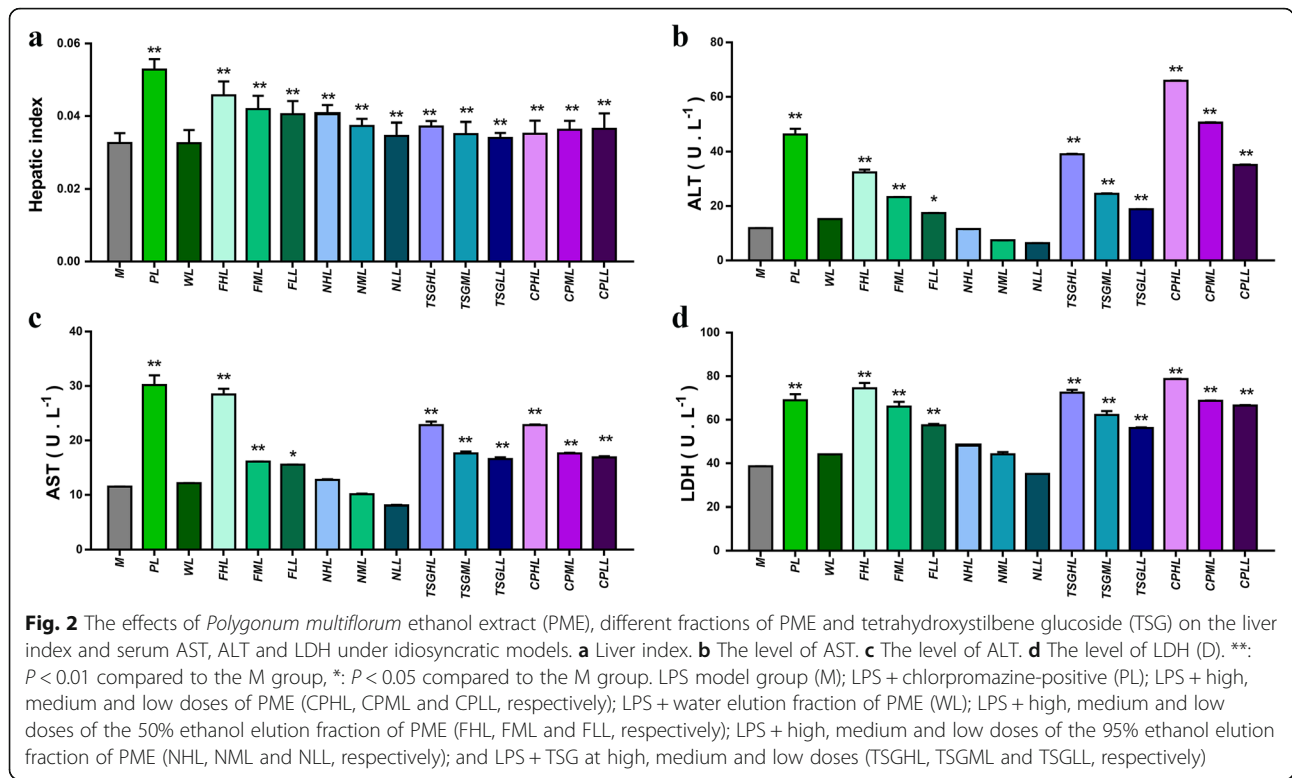 a
b
0.06
0.04
0.02
0.00
Hepatic index
** ** ** ** ** ** ** ** ** ** ** ** **
M PL WL FHL FML FLL NHL NML NLL TSGHL TSGML TSGLL CPHL CPML CPLL
80
60
40
20
0
ALT ( U . L⁻¹ )
** ** ** * ** ** ** ** ** **
M PL WL FHL FML FLL NHL NML NLL TSGHL TSGML TSGLL CPHL CPML CPLL
c
d
40
30
20
10
0
AST ( U . L⁻¹ )
** ** ** * ** ** ** ** ** **
M PL WL FHL FML FLL NHL NML NLL TSGHL TSGML TSGLL CPHL CPML CPLL
100
80
60
40
20
0
LDH ( U . L⁻¹ )
** ** ** ** ** ** ** ** ** **
M PL WL FHL FML FLL NHL NML NLL TSGHL TSGML TSGLL CPHL CPML CPLL
Fig. 2 The effects of Polygonum multiflorum ethanol extract (PME), different fractions of PME and tetrahydroxystilbene glucoside (TSG) on the liver
index and serum AST, ALT and LDH under idiosyncratic models. a Liver index. b The level of AST. c The level of ALT. d The level of LDH (D). **:
P < 0.01 compared to the M group, *: P < 0.05 compared to the M group. LPS model group (M); LPS + chlorpromazine-positive (PL); LPS + high,
medium and low doses of PME (CPHL, CPML and CPLL, respectively); LPS + water elution fraction of PME (WL); LPS + high, medium and low
doses of the 50% ethanol elution fraction of PME (FHL, FML and FLL, respectively); LPS + high, medium and low doses of the 95% ethanol elution
fraction of PME (NHL, NML and NLL, respectively); and LPS + TSG at high, medium and low doses (TSGHL, TSGML and TSGLL, respectively)